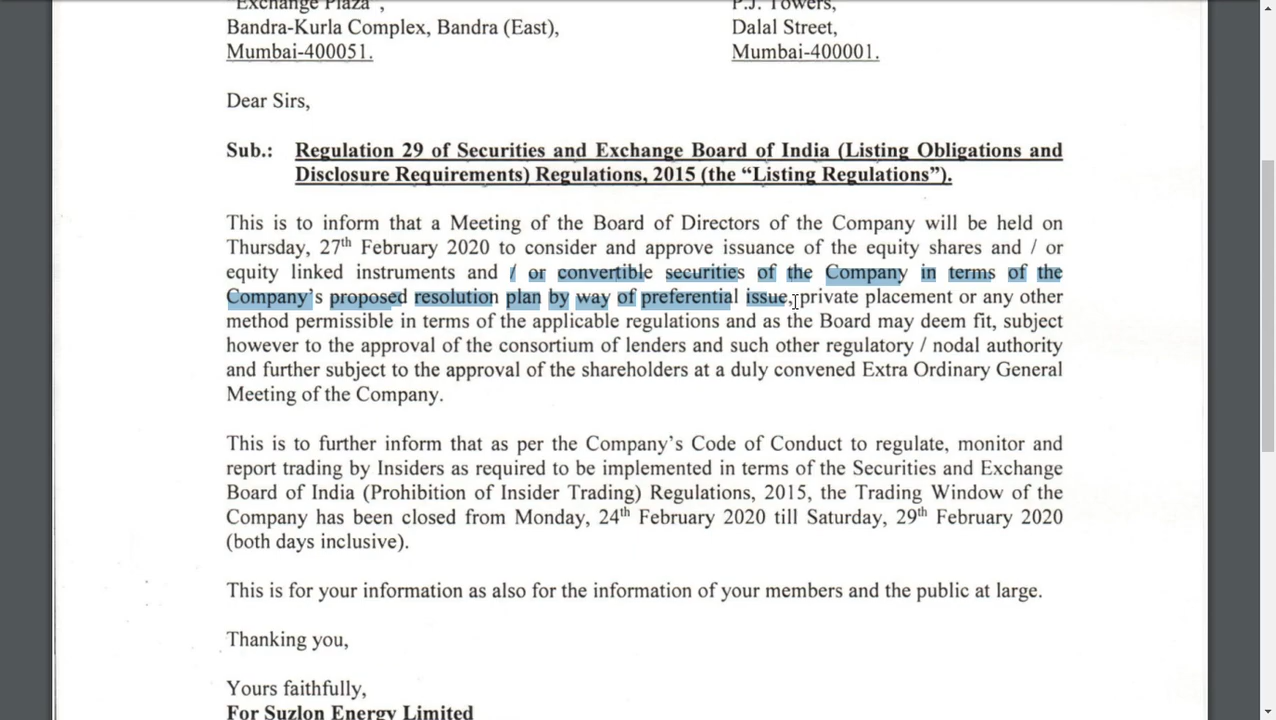 "Exchange Plaza",
P.J. Towers,
Bandra-Kurla Complex, Bandra (East),
Dalal Street,
Mumbai-400051.
Mumbai-400001.
Dear Sirs,
Sub.: Regulation 29 of Securities and Exchange Board of India (Listing Obligations and
Disclosure Requirements) Regulations, 2015 (the “Listing Regulations”).
This is to inform that a Meeting of the Board of Directors of the Company will be held on
Thursday, 27th February 2020 to consider and approve issuance of the equity shares and / or
equity linked instruments and / or convertible securities of the Company in terms of the
Company's proposed resolution plan by way of preferential issue, private placement or any other
method permissible in terms of the applicable regulations and as the Board may deem fit, subject
however to the approval of the consortium of lenders and such other regulatory / nodal authority
and further subject to the approval of the shareholders at a duly convened Extra Ordinary General
Meeting of the Company.
This is to further inform that as per the Company's Code of Conduct to regulate, monitor and
report trading by Insiders as required to be implemented in terms of the Securities and Exchange
Board of India (Prohibition of Insider Trading) Regulations, 2015, the Trading Window of the
Company has been closed from Monday, 24th February 2020 till Saturday, 29th February 2020
(both days inclusive).
This is for your information as also for the information of your members and the public at large.
Thanking you,
Yours faithfully,
For Suzlon Energy Limited